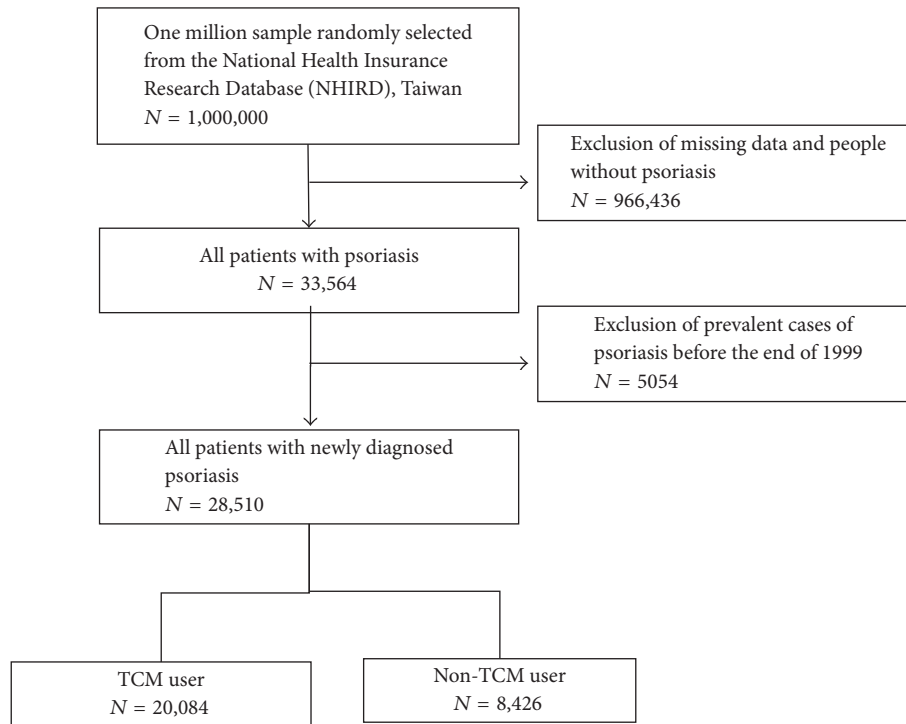 One million sample randomly selected
from the National Health Insurance
Research Database (NHIRD), Taiwan
N = 1,000,000
Exclusion of missing data and people
without psoriasis
N = 966,436
All patients with psoriasis
N = 33,564
Exclusion of prevalent cases of
psoriasis before the end of 1999
N = 5054
All patients with newly diagnosed
psoriasis
N = 28,510
TCM user
N = 20,084
Non-TCM user
N = 8,426